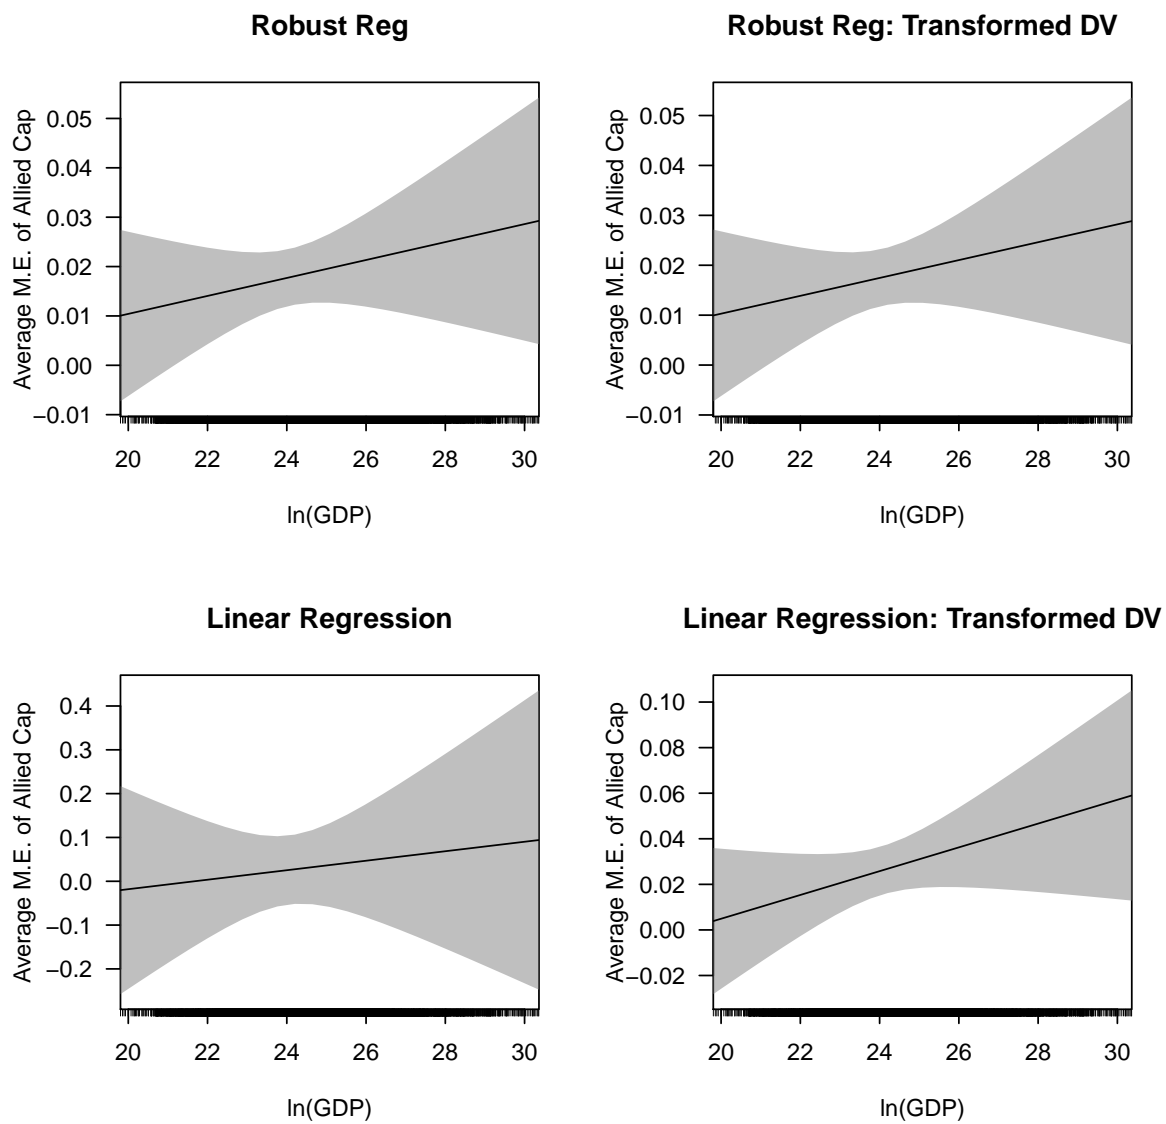 Robust Reg
Average M.E. of Allied Cap
0.05
0.04
0.03
0.02
0.01
0.00
−0.01
20 22 24 26 28 30
ln(GDP)
Robust Reg: Transformed DV
Average M.E. of Allied Cap
0.05
0.04
0.03
0.02
0.01
0.00
−0.01
20 22 24 26 28 30
ln(GDP)
Linear Regression
Average M.E. of Allied Cap
0.4
0.3
0.2
0.1
0.0
−0.1
−0.2
20 22 24 26 28 30
ln(GDP)
Linear Regression: Transformed DV
Average M.E. of Allied Cap
0.10
0.08
0.06
0.04
0.02
0.00
−0.02
20 22 24 26 28 30
ln(GDP)